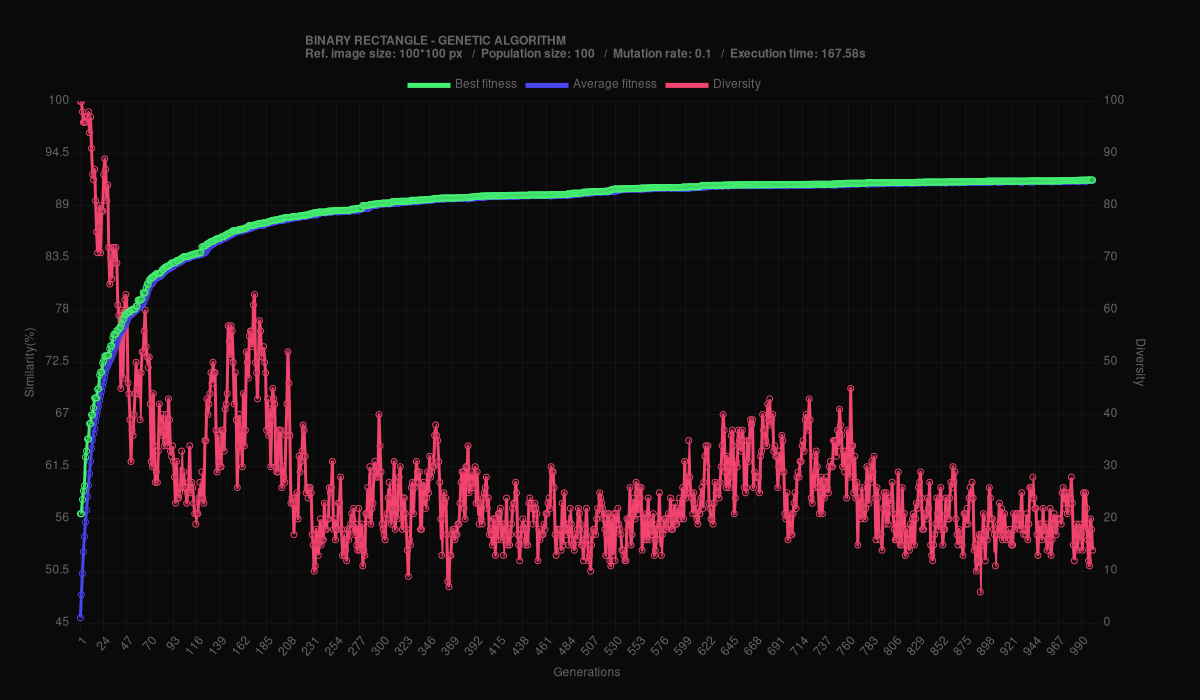 BINARY RECTANGLE - GENETIC ALGORITHM
Ref. image size: 100*100 px / Population size: 100 / Mutation rate: 0.1 / Execution time: 167.58s
Best fitness Average fitness Diversity
100 100
94.5 90
89 80
83.5 70
78 60
72.5 50
67 40
61.5 30
56 20
50.5 10
45 0
Similarity(%)
Diversity
1 24 47 70 93 116 139 162 185 208 231 254 277 300 323 346 369 392 415 438 461 484 507 530 553 576 599 622 645 668 691 714 737 760 783 806 829 852 875 898 921 944 967 990
Generations